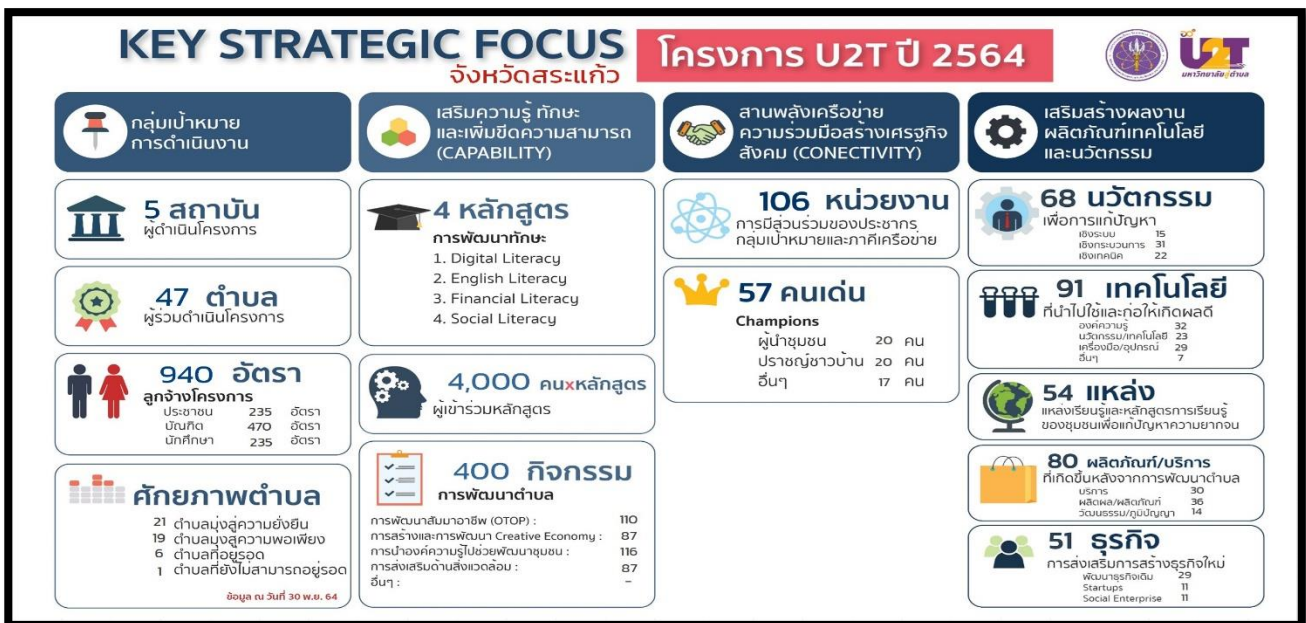 KEY STRATEGIC FOCUS
จังหวัดสระแก้ว
โครงการ U2T ปี 2564
U2T
มหาวิทยาลัยสู่ตำบล
กลุ่มเป้าหมาย
การดำเนินงาน
5 สถาบัน
ผู้ดำเนินโครงการ
47 ตำบล
ผู้ร่วมดำเนินโครงการ
940 อัตรา
ลูกจ้างโครงการ
ประชาชน 235 อัตรา
บัณฑิต 470 อัตรา
นักศึกษา 235 อัตรา
ศักยภาพตำบล
21 ตำบลมุ่งสู่ความยั่งยืน
19 ตำบลมุ่งสู่ความพอเพียง
6 ตำบลที่อยู่รอด
1 ตำบลที่ยังไม่สามารถอยู่รอด
ข้อมูล ณ วันที่ 30 พ.ย. 64
เสริมความรู้ ทักษะ
และเพิ่มขีดความสามารถ
(CAPABILITY)
4 หลักสูตร
การพัฒนาทักษะ
1. Digital Literacy
2. English Literacy
3. Financial Literacy
4. Social Literacy
4,000 คนxหลักสูตร
ผู้เข้าร่วมหลักสูตร
400 กิจกรรม
การพัฒนาตำบล
การพัฒนาสัมมาอาชีพ (OTOP) : 110
การสร้างและการพัฒนา Creative Economy : 87
การนำองค์ความรู้ไปช่วยพัฒนาชุมชน : 116
การส่งเสริมด้านสิ่งแวดล้อม : 87
อื่นๆ : -
สานพลังเครือข่าย
ความร่วมมือสร้างเศรษฐกิจ
สังคม (CONECTIVITY)
106 หน่วยงาน
การมีส่วนร่วมของประชากร
กลุ่มเป้าหมายและภาคีเครือข่าย
57 คนเด่น
Champions
ผู้นำชุมชน 20 คน
ปราชญ์ชาวบ้าน 20 คน
อื่นๆ 17 คน
เสริมสร้างผลงาน
ผลิตภัณฑ์เทคโนโลยี
และนวัตกรรม
68 นวัตกรรม
เพื่อการแก้ปัญหา
เชิงระบบ 15
เชิงกระบวนการ 31
เชิงเทคนิค 22
91 เทคโนโลยี
ที่นำไปใช้และก่อให้เกิดผลดี
องค์ความรู้ 32
นวัตกรรม/เทคโนโลยี 23
เครื่องมือ/อุปกรณ์ 29
อื่นๆ 7
54 แหล่ง
แหล่งเรียนรู้และหลักสูตรการเรียนรู้
ของชุมชนเพื่อแก้ปัญหาความยากจน
80 ผลิตภัณฑ์/บริการ
ที่เกิดขึ้นหลังจากการพัฒนาตำบล
บริการ 30
ผลิตผล/ผลิตภัณฑ์ 36
วัฒนธรรม/ภูมิปัญญา 14
51 ธุรกิจ
การส่งเสริมการสร้างธุรกิจใหม่
พัฒนาธุรกิจเดิม 29
Startups 11
Social Enterprise 11